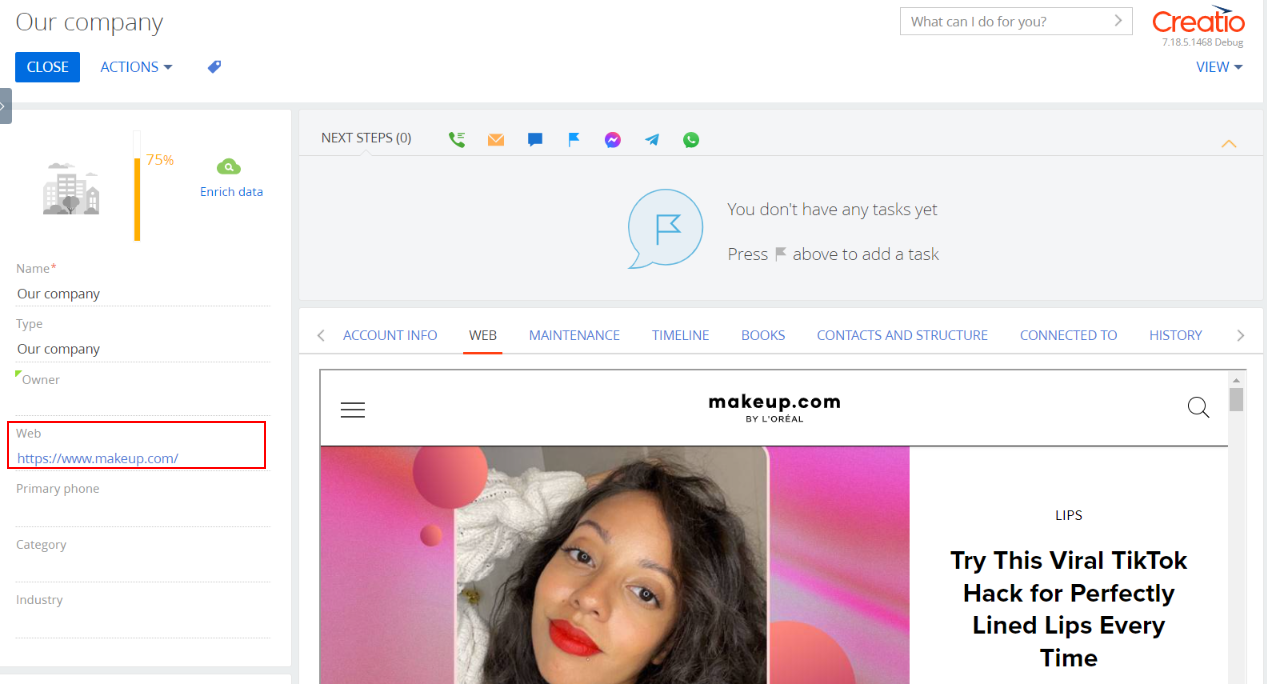 Our company
What can I do for you?
Creatio
7.18.5.1468 Debug
CLOSE
ACTIONS
VIEW
75%
Enrich data
Name*
Our company
Type
Our company
Owner
Web
https://www.makeup.com/
Primary phone
Category
Industry
NEXT STEPS (0)
You don't have any tasks yet
Press above to add a task
ACCOUNT INFO
WEB
MAINTENANCE
TIMELINE
BOOKS
CONTACTS AND STRUCTURE
CONNECTED TO
HISTORY
makeup.com
BY L'ORÉAL
LIPS
Try This Viral TikTok
Hack for Perfectly
Lined Lips Every
Time